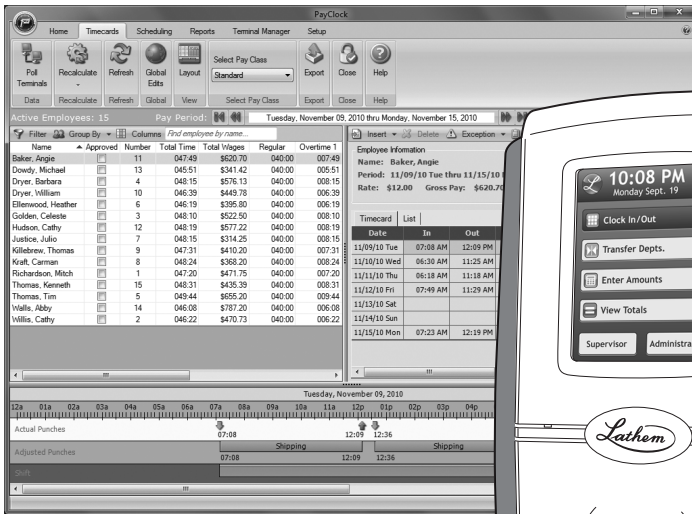 PayClock
Home Timecards Scheduling Reports Terminal Manager Setup
Poll Terminals Recalculate Refresh Global Edits Layout Select Pay Class Standard Export Close Help
Data Recalculate Refresh Global View Select Pay Class Export Close Help
Active Employees: 15 Pay Period: Tuesday, November 09, 2010 thru Monday, November 15, 2010
Filter Group By Columns Find employee by name...
Name Approved Number Total Time Total Wages Regular Overtime 1
Baker, Angie 11 047:49 $620.70 040:00 007:49
Dowdy, Michael 13 045:51 $341.42 040:00 005:51
Dryer, Barbara 4 048:15 $576.13 040:00 008:15
Dryer, William 10 046:39 $449.78 040:00 006:39
Ellenwood, Heather 6 046:19 $395.80 040:00 006:19
Golden, Celeste 3 048:10 $522.50 040:00 008:10
Hudson, Cathy 12 048:19 $577.22 040:00 008:19
Justice, Julio 7 048:15 $314.25 040:00 008:15
Killebrew, Thomas 9 047:31 $410.20 040:00 007:31
Kraft, Carman 8 048:24 $368.20 040:00 008:24
Richardson, Mitch 1 047:20 $471.75 040:00 007:20
Thomas, Kenneth 15 048:31 $435.39 040:00 008:31
Thomas, Tim 5 049:44 $655.20 040:00 009:44
Walls, Abby 14 046:08 $787.20 040:00 006:08
Willis, Cathy 2 046:22 $470.73 040:00 006:22
Insert Delete Exception
Employee Information
Name: Baker, Angie
Period: 11/09/10 Tue thru 11/15/10
Rate: $12.00 Gross Pay: $620.70
Timecard List
Date In Out
11/09/10 Tue 07:08 AM 12:09 PM
11/10/10 Wed 06:30 AM 11:25 AM
11/11/10 Thu 06:18 AM 11:18 AM
11/12/10 Fri 07:49 AM 11:29 AM
11/13/10 Sat
11/14/10 Sun
11/15/10 Mon 07:23 AM 12:19 PM
Tuesday, November 09, 2010
12a 01a 02a 03a 04a 05a 06a 07a 08a 09a 10a 11a 12p 01p 02p 03p 04p
Actual Punches
07:08 12:09 12:36
Adjusted Punches
Shipping Shipping
07:08 12:09 12:36
Shift
10:08 PM
Monday Sept. 19
Clock In/Out
Transfer Depts.
Enter Amounts
View Totals
Supervisor Administra
Lathem